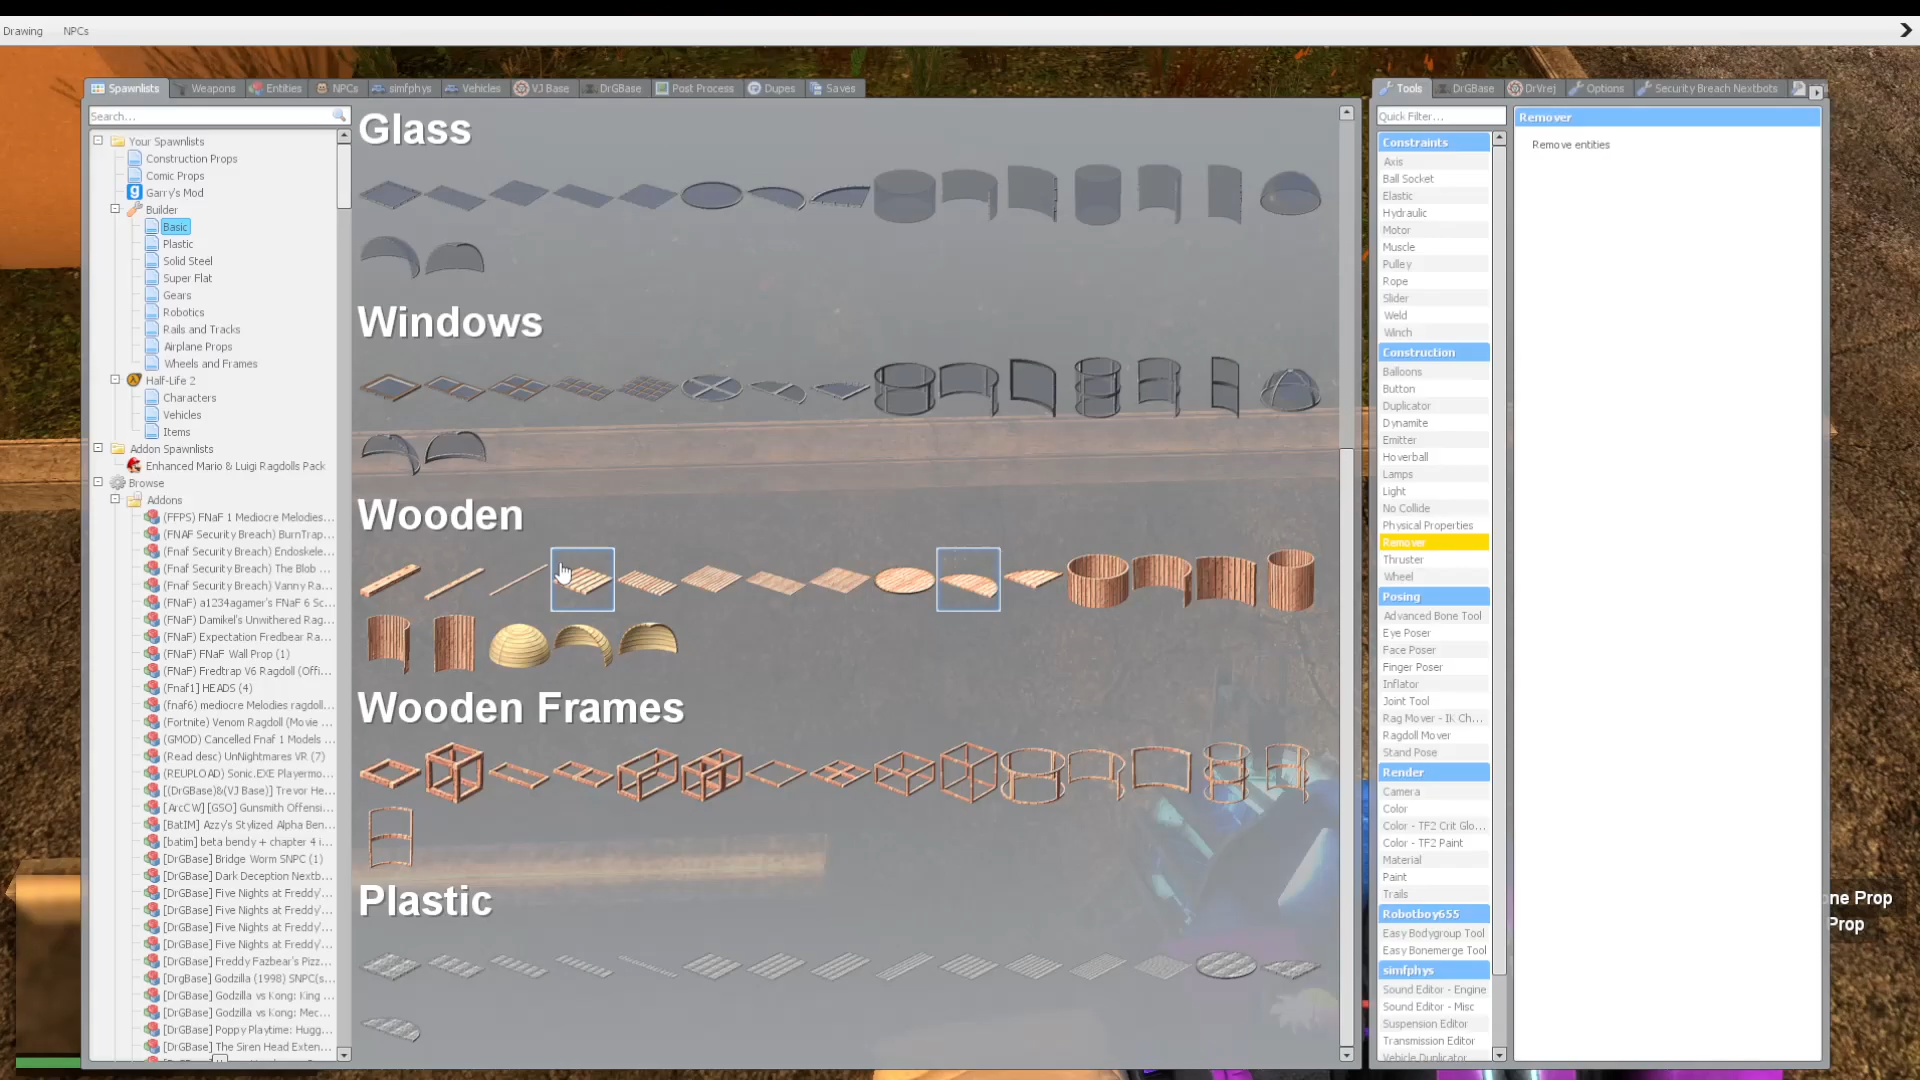 Drawing NPCs
Spawnlists Weapons Entities NPCs simfphys Vehicles VJ Base DrGBase Post Process Dupes Saves
Search...
Your Spawnlists
Construction Props
Comic Props
Garry's Mod
Builder
Basic
Plastic
Solid Steel
Super Flat
Gears
Robotics
Rails and Tracks
Airplane Props
Wheels and Frames
Half-Life 2
Characters
Vehicles
Items
Addon Spawnlists
Enhanced Mario & Luigi Ragdolls Pack
Browse
Addons
(FFPS) FNaF 1 Mediocre Melodies...
(FNAF Security Breach) BurnTrap...
(Fnaf Security Breach) Endoskele...
(Fnaf Security Breach) The Blob ...
(Fnaf Security Breach) Vanny Ra...
(FNaF) a1234agamer's FNaF 6 Sc...
(FNaF) Damikel's Unwithered Rag...
(FNaF) Expectation Fredbear Ra...
(FNaF) FNaF Wall Prop (1)
(FNaF) Fredtrap V6 Ragdoll (Offi...
(Fnaf1] HEADS (4)
(fnaf6) mediocre Melodies ragdoll...
(Fortnite) Venom Ragdoll (Movie ...
(GMOD) Cancelled Fnaf 1 Models ...
(Read desc) UnNightmares VR (7)
(REUPLOAD) Sonic.EXE Playermo...
[(DrGBase)&(VJ Base)] Trevor He...
[ArcCW] [GSO] Gunsmith Offensi...
[BatIM] Azzy's Stylized Alpha Ben...
[batim] beta bendy + chapter 4 i...
[DrGBase] Bridge Worm SNPC (1)
[DrGBase] Dark Deception Nextb...
[DrGBase] Five Nights at Freddy'...
[DrGBase] Five Nights at Freddy'...
[DrGBase] Five Nights at Freddy'...
[DrGBase] Five Nights at Freddy'...
[DrGBase] Freddy Fazbear's Pizz...
[DrgBase] Godzilla (1998) SNPC(s...
[DrGBase] Godzilla vs Kong: King ...
[DrGBase] Godzilla vs Kong: Mec...
[DrGBase] Poppy Playtime: Hugg...
[DrGBase] The Siren Head Exten...
Glass
Windows
Wooden
Wooden Frames
Plastic
Tools DrGBase DrVrej Options Security Breach Nextbots
Quick Filter...
Constraints
Axis
Ball Socket
Elastic
Hydraulic
Motor
Muscle
Pulley
Rope
Slider
Weld
Winch
Construction
Balloons
Button
Duplicator
Dynamite
Emitter
Hoverball
Lamps
Light
No Collide
Physical Properties
Remover
Thruster
Wheel
Posing
Advanced Bone Tool
Eye Poser
Face Poser
Finger Poser
Inflator
Joint Tool
Rag Mover - IK Ch...
Ragdoll Mover
Stand Pose
Render
Camera
Color
Color - TF2 Crit Glo...
Color - TF2 Paint
Material
Paint
Trails
Robotboy655
Easy Bodygroup Tool
Easy Bonemerge Tool
simfphys
Sound Editor - Engine
Sound Editor - Misc
Suspension Editor
Transmission Editor
Vehicle Duplicator
Remover
Remove entities
ne Prop
Prop